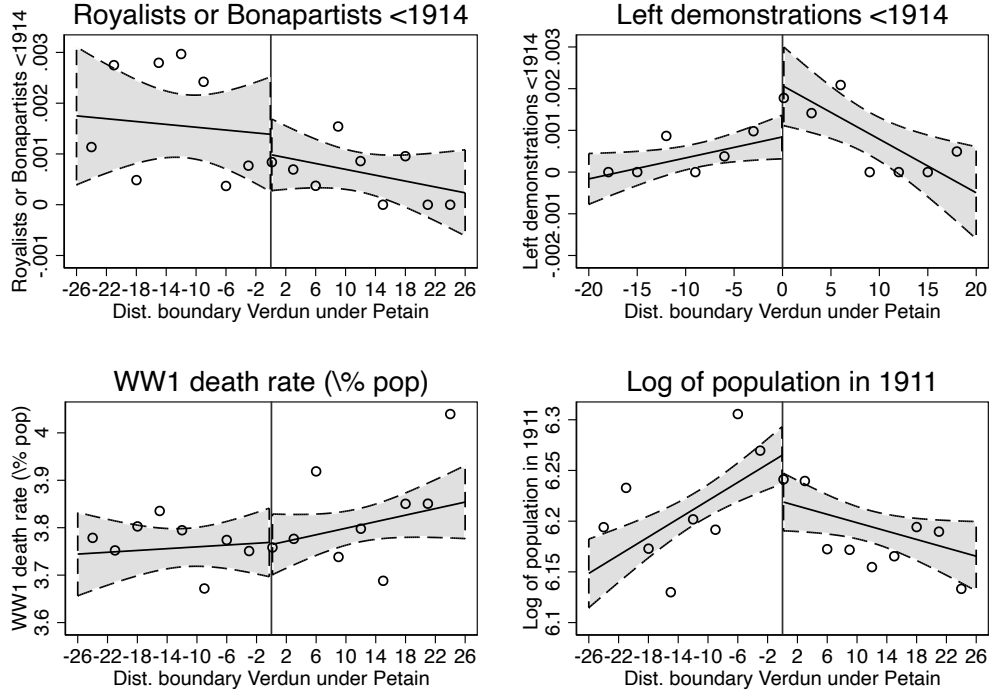 Royalists or Bonapartists <1914
Royalists or Bonapartists <1914
.003
.002
.001
0
-.001
-26 -22 -18 -14 -10 -6 -2 2 6 10 14 18 22 26
Dist. boundary Verdun under Petain
Left demonstrations <1914
Left demonstrations <1914
.003
.002
.001
0
-.001
-.002
-20 -15 -10 -5 0 5 10 15 20
Dist. boundary Verdun under Petain
WW1 death rate (\% pop)
WW1 death rate (\% pop)
4
3.9
3.8
3.7
3.6
-26 -22 -18 -14 -10 -6 -2 2 6 10 14 18 22 26
Dist. boundary Verdun under Petain
Log of population in 1911
Log of population in 1911
6.3
6.25
6.2
6.15
6.1
-26 -22 -18 -14 -10 -6 -2 2 6 10 14 18 22 26
Dist. boundary Verdun under Petain